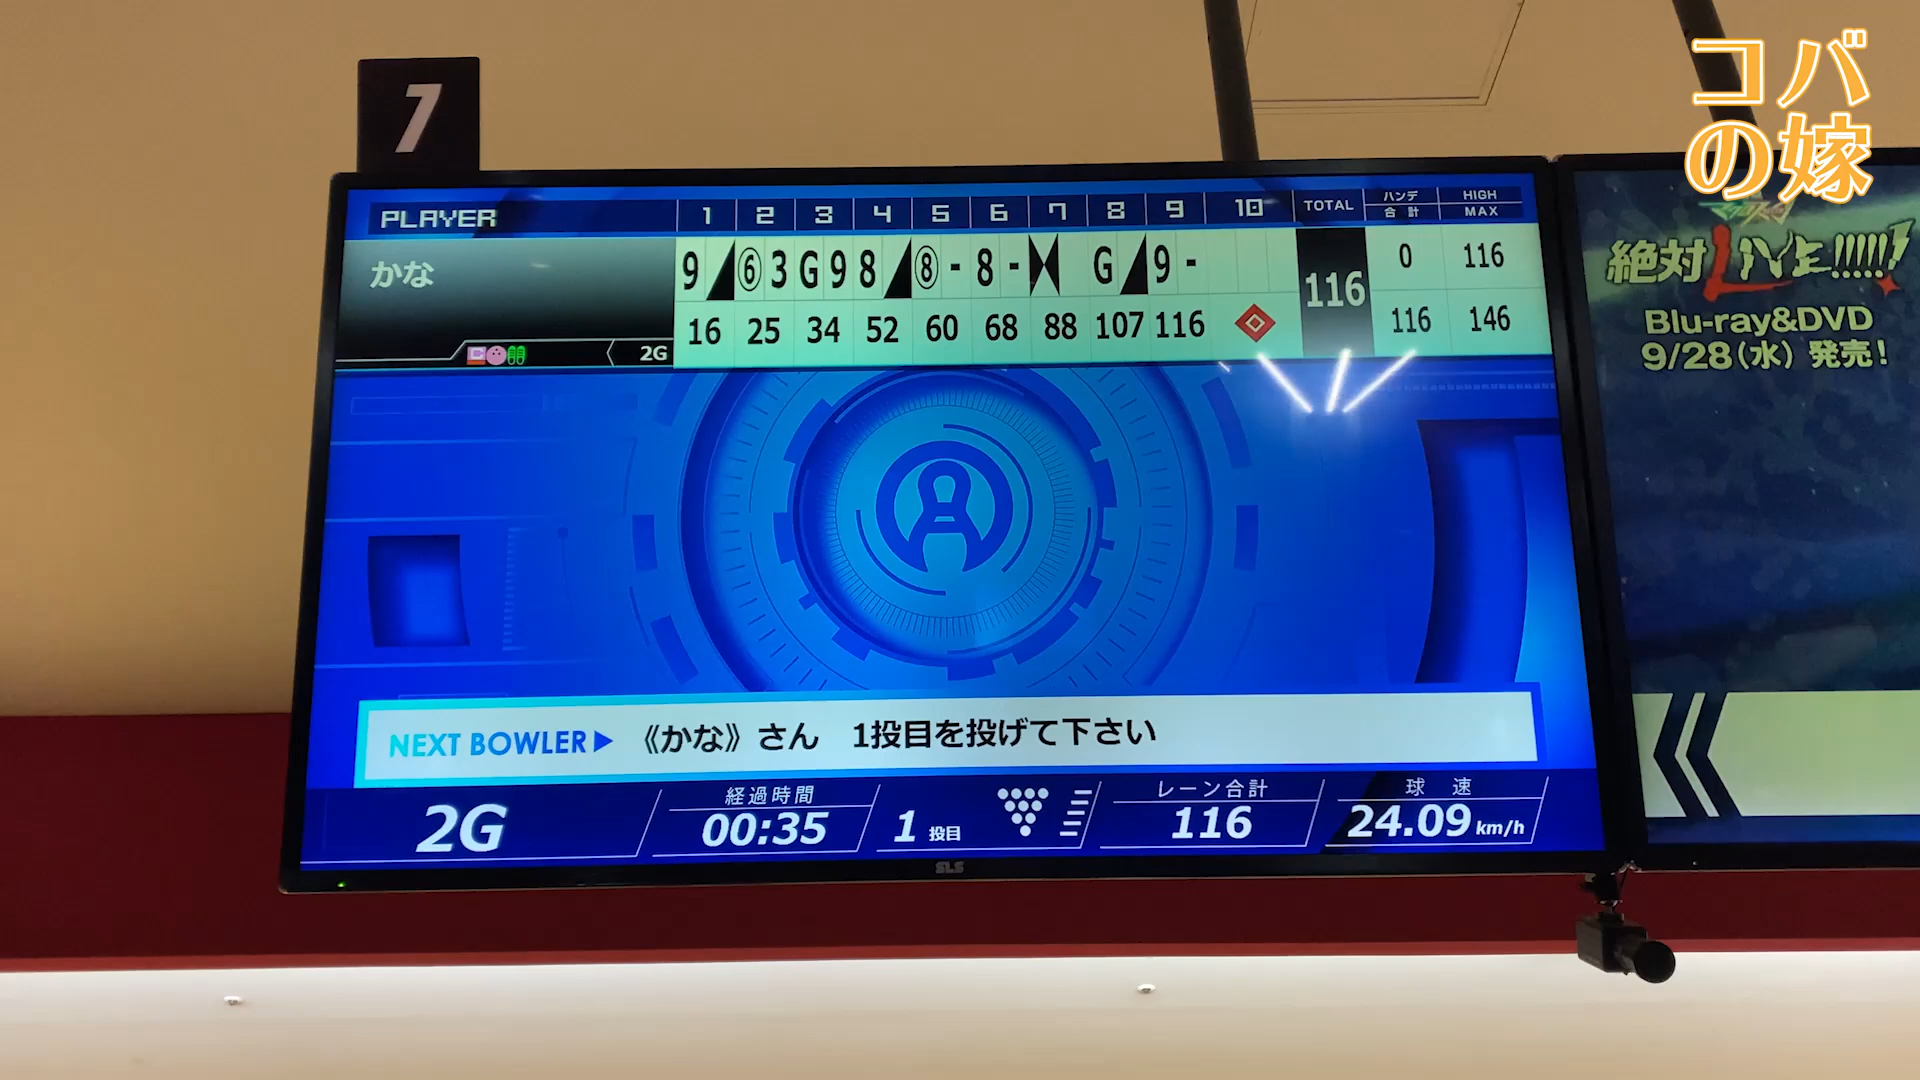 コバ
の嫁
7
PLAYER 1 2 3 4 5 6 7 8 9 10 TOTAL ハンデ 合計 HIGH MAX
かな 9 ⑥ 3 G 9 8 ⑧ - 8 - G 9 - 116 0 116
16 25 34 52 60 68 88 107 116 116 146
2G
NEXT BOWLER▶ 《かな》さん 1投目を投げて下さい
2G 経過時間 00:35 1 投目 レーン合計 116 球速 24.09 km/h
SLS
絶対LIVE!!!!!!
Blu-ray&DVD
9/28(水) 発売!